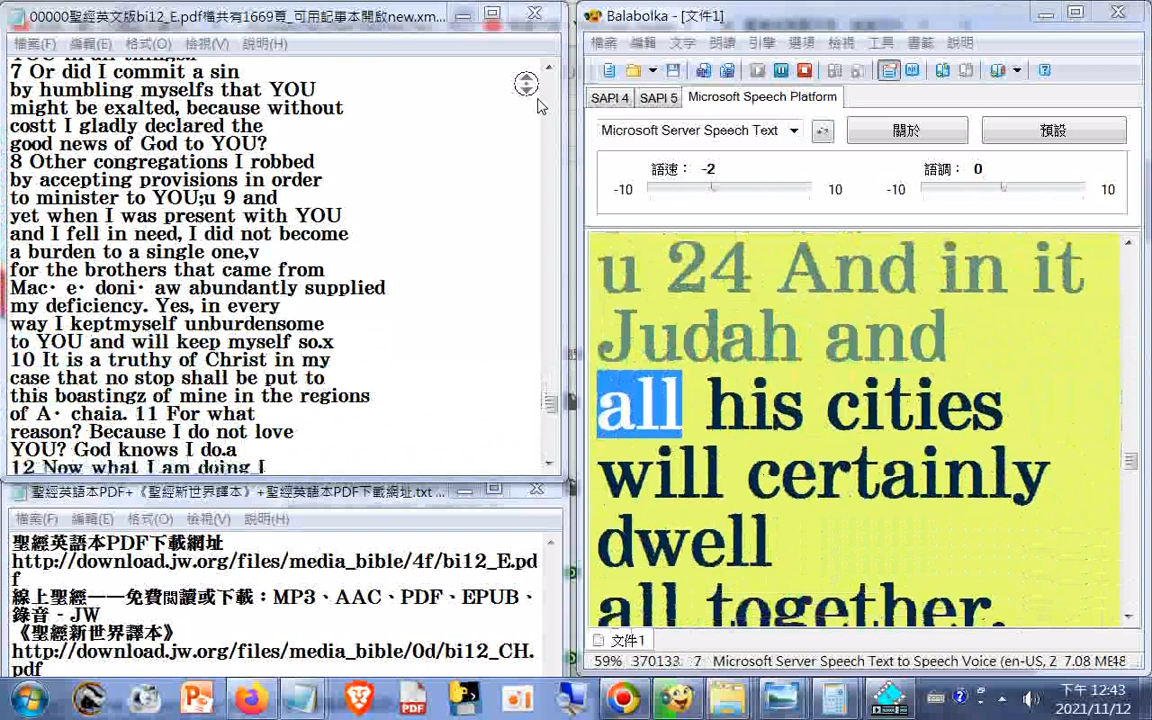 00000聖經英文版bi12_E.pdf檔共有1669頁_可用記事本開啟new.xm...
檔案(F) 編輯(E) 格式(O) 檢視(V) 說明(H)
7 Or did I commit a sin
by humbling myselfs that YOU
might be exalted, because without
costt I gladly declared the
good news of God to YOU?
8 Other congregations I robbed
by accepting provisions in order
to minister to YOU;u 9 and
yet when I was present with YOU
and I fell in need, I did not become
a burden to a single one,v
for the brothers that came from
Mac· e· doni· aw abundantly supplied
my deficiency. Yes, in every
way I keptmyself unburdensome
to YOU and will keep myself so.x
10 It is a truthy of Christ in my
case that no stop shall be put to
this boastingz of mine in the regions
of A· chaia. 11 For what
reason? Because I do not love
YOU? God knows I do.a
12 Now what I am doing I
聖經英語本PDF+《聖經新世界譯本》+聖經英語本PDF下載網址.txt ...
檔案(F) 編輯(E) 格式(O) 檢視(V) 說明(H)
聖經英語本PDF下載網址
http://download.jw.org/files/media_bible/4f/bi12_E.pd
f
線上聖經——免費閱讀或下載：MP3、AAC、PDF、EPUB、
錄音 - JW
《聖經新世界譯本》
http://download.jw.org/files/media_bible/0d/bi12_CH.
pdf
Balabolka - [文件1]
檔案 編輯 文字 朗讀 引擎 選項 檢視 工具 書籤 說明
SAPI 4 SAPI 5 Microsoft Speech Platform
Microsoft Server Speech Text 關於 預設
語速： -2 語調： 0
-10 10 -10 10
u 24 And in it
Judah and
all his cities
will certainly
dwell
all together.
文件1
59% 370133 7 Microsoft Server Speech Text to Speech Voice (en-US, 2 7.08 ME48
下午 12:43
2021/11/12